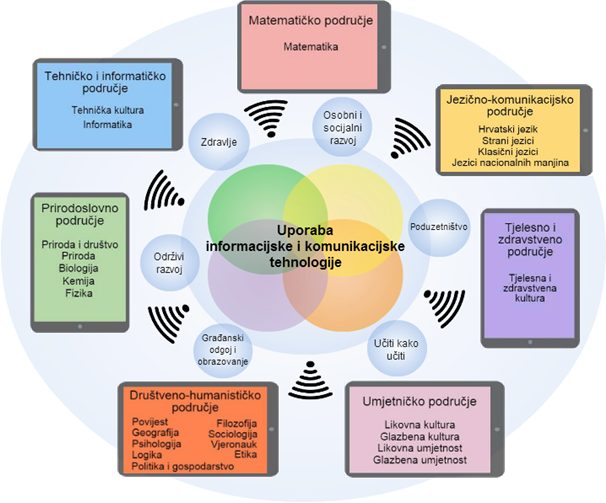 Matematičko područje
Matematika
Tehničko i informatičko
područje
Tehnička kultura
Informatika
Jezično-komunikacijsko
područje
Hrvatski jezik
Strani jezici
Klasični jezici
Jezici nacionalnih manjina
Zdravlje
Osobni i
socijalni
razvoj
Prirodoslovno
područje
Priroda i društvo
Priroda
Biologija
Kemija
Fizika
Održivi
razvoj
Uporaba
informacijske i komunikacijske
tehnologije
Poduzetništvo
Tjelesno i
zdravstveno
područje
Tjelesna i
zdravstvena
kultura
Građanski
odgoj i
obrazovanje
Učiti kako
učiti
Društveno-humanističko
područje
Povijest Filozofija
Geografija Sociologija
Psihologija Vjeronauk
Logika Etika
Politika i gospodarstvo
Umjetničko područje
Likovna kultura
Glazbena kultura
Likovna umjetnost
Glazbena umjetnost